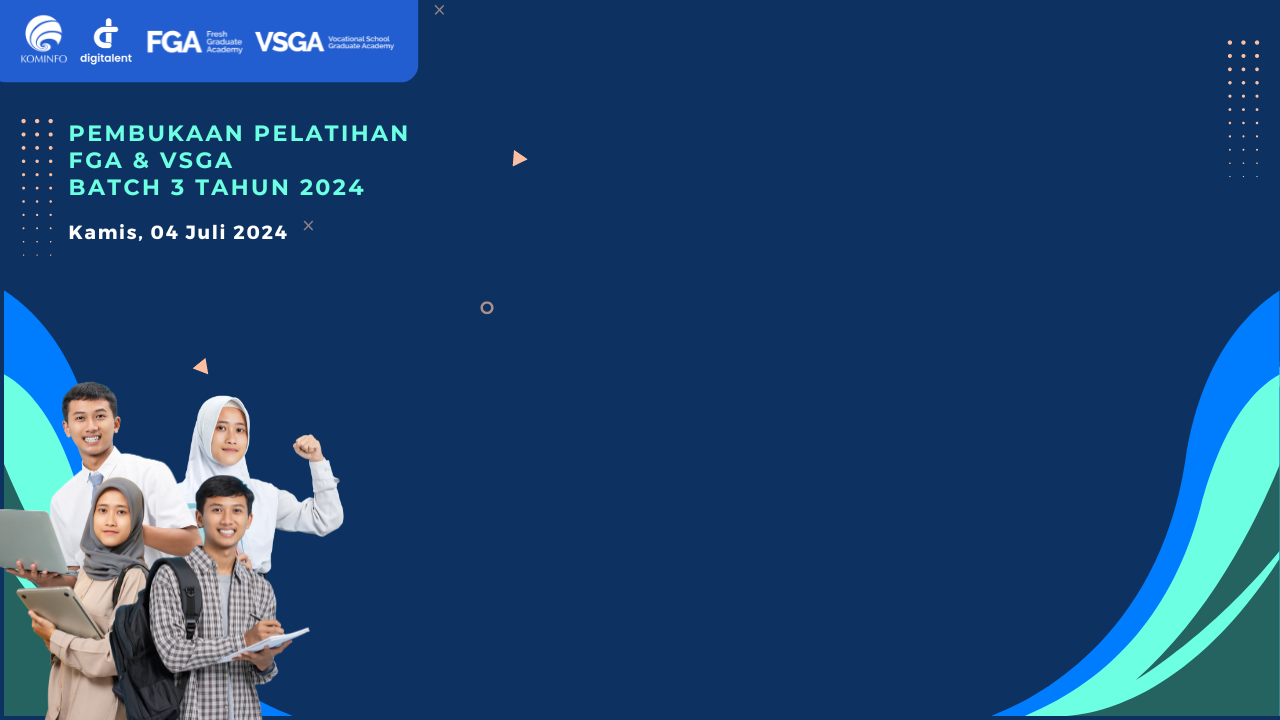 KOMINFO
digitalent
FGA Fresh Graduate Academy
VSGA Vocational School Graduate Academy
PEMBUKAAN PELATIHAN
FGA & VSGA
BATCH 3 TAHUN 2024
Kamis, 04 Juli 2024